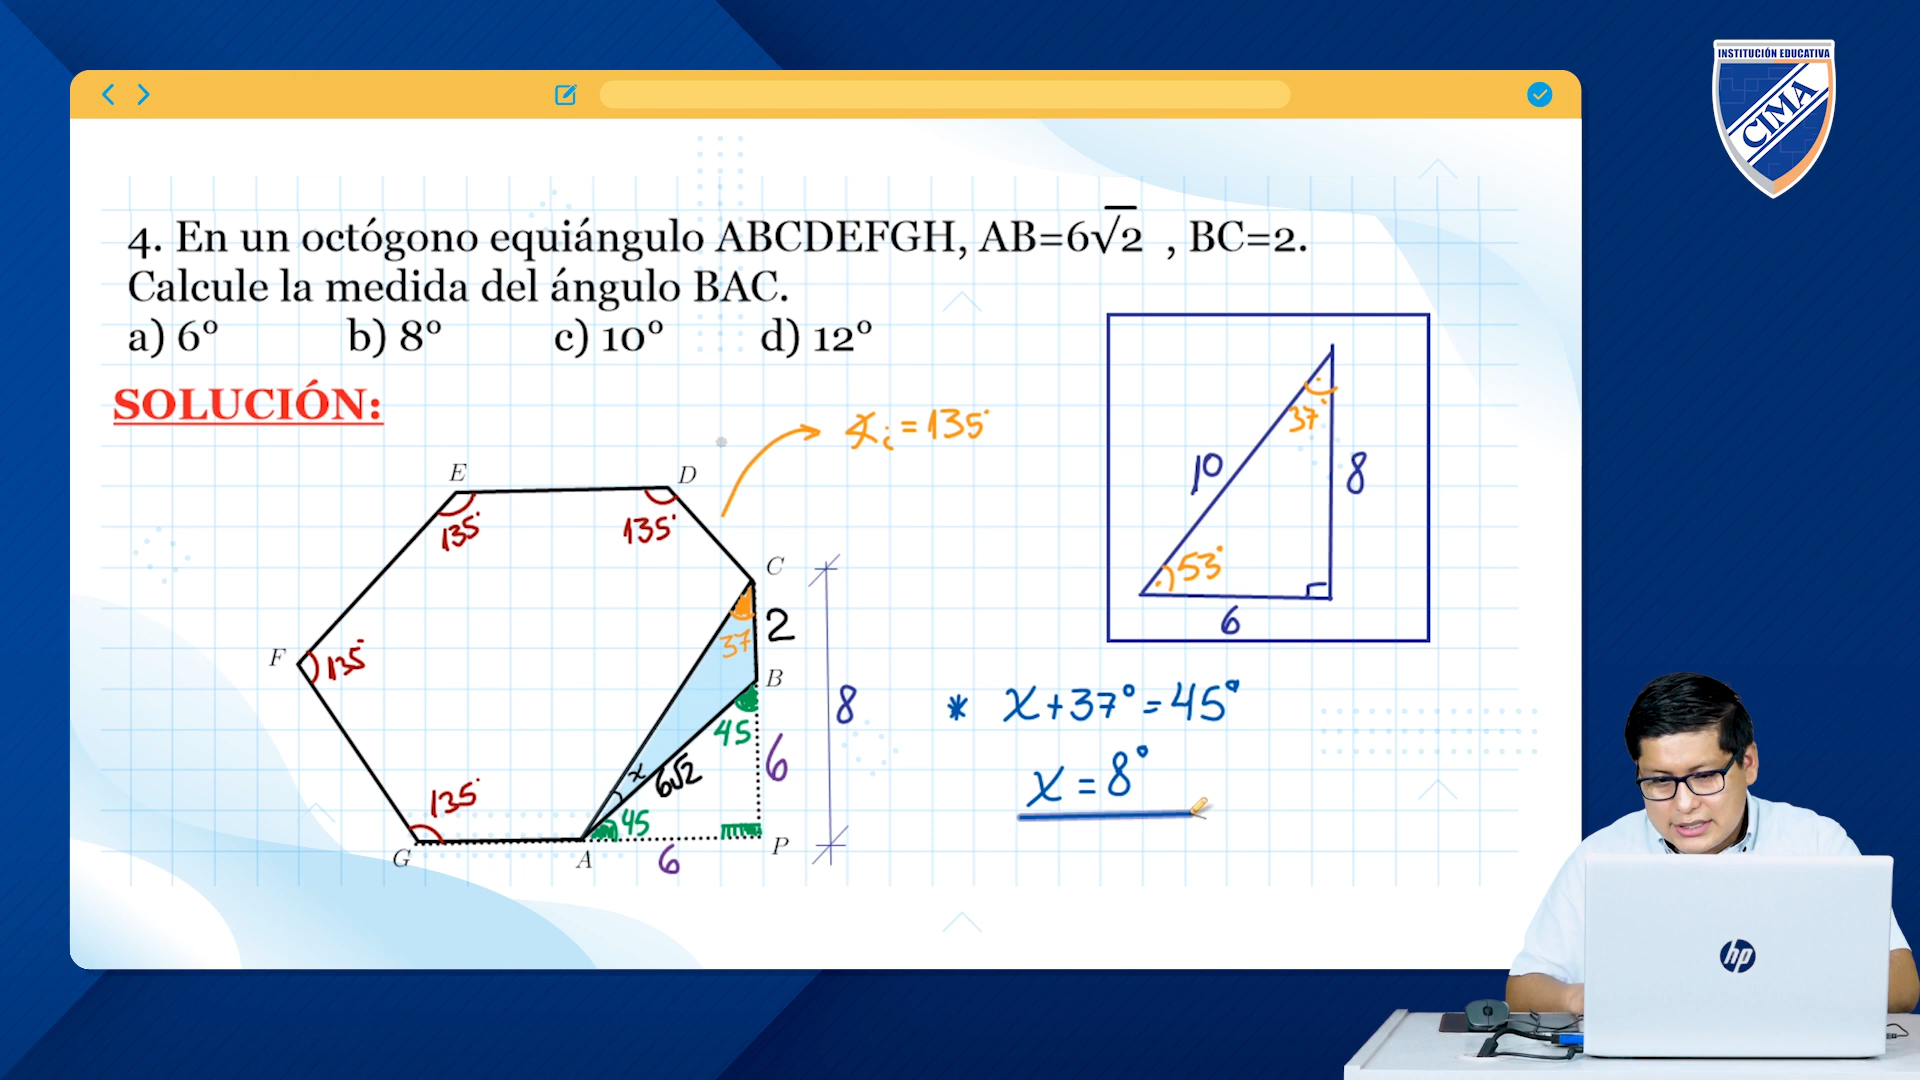 INSTITUCIÓN EDUCATIVA
CIMA
4. En un octógono equiángulo ABCDEFGH, AB=6√2 , BC=2.
Calcule la medida del ángulo BAC.
a) 6° b) 8° c) 10° d) 12°
SOLUCIÓN:
∢i = 135°
E
D
135°
135°
C
F
135°
37
2
B
45
8
6
x
6√2
135°
45
G
A
6
P
37°
10
8
53°
6
* x+37°=45°
x = 8°
hp